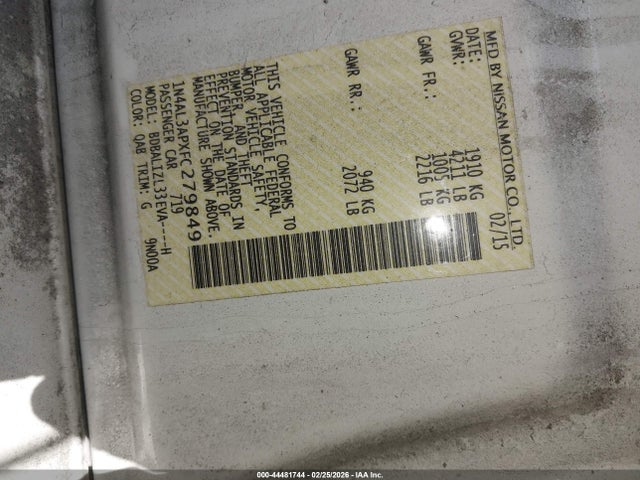 MFD BY NISSAN MOTOR CO., LTD.
DATE: 02/15
GVWR: 1910 KG
4211 LB
GAWR FR.: 1005 KG
2216 LB
GAWR RR.: 940 KG
2072 LB
THIS VEHICLE CONFORMS TO
ALL APPLICABLE FEDERAL
MOTOR VEHICLE SAFETY,
BUMPER, AND THEFT
PREVENTION STANDARDS IN
EFFECT ON THE DATE OF
MANUFACTURE SHOWN ABOVE.
1N4AL3APXFC279849
PASSENGER CAR 719
MODEL: BDBALIZL33EVA----H
COLOR: QAB TRIM: G 9N00A
000-44481744 - 02/25/2026 - IAA Inc.